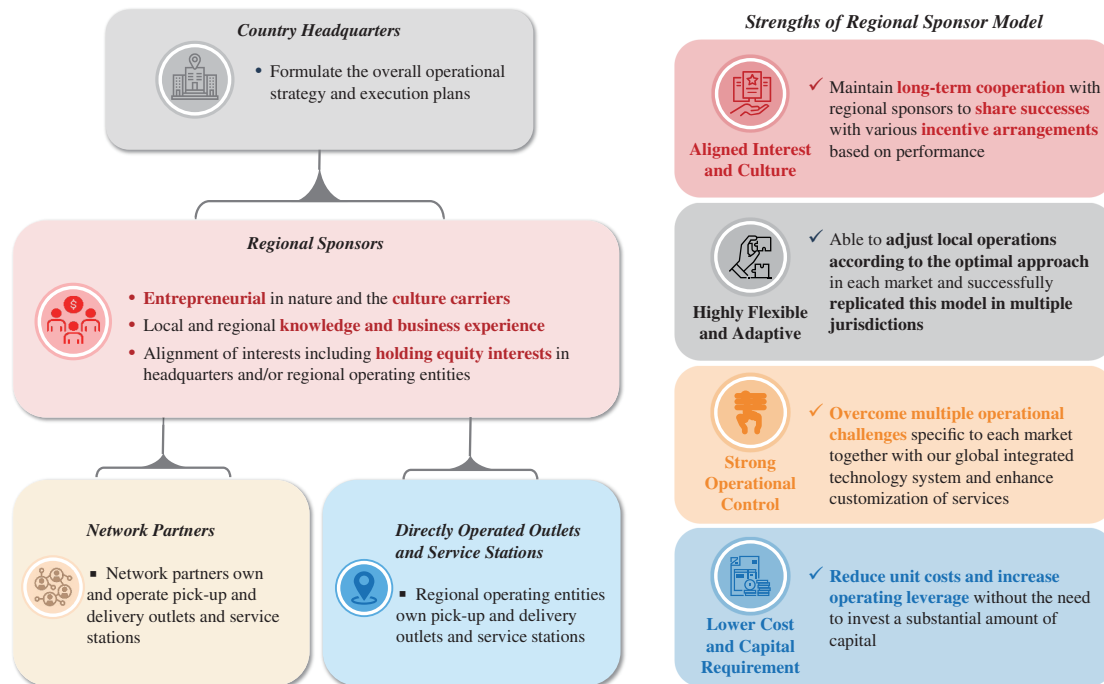 Country Headquarters
• Formulate the overall operational
strategy and execution plans
Regional Sponsors
$
• Entrepreneurial in nature and the culture carriers
• Local and regional knowledge and business experience
• Alignment of interests including holding equity interests in
headquarters and/or regional operating entities
Network Partners
▪ Network partners own
and operate pick-up and
delivery outlets and service
stations
Directly Operated Outlets
and Service Stations
▪ Regional operating entities
own pick-up and delivery
outlets and service stations
Strengths of Regional Sponsor Model
Aligned Interest
and Culture
✓ Maintain long-term cooperation with
regional sponsors to share successes
with various incentive arrangements
based on performance
Highly Flexible
and Adaptive
✓ Able to adjust local operations
according to the optimal approach
in each market and successfully
replicated this model in multiple
jurisdictions
Strong
Operational
Control
✓ Overcome multiple operational
challenges specific to each market
together with our global integrated
technology system and enhance
customization of services
Lower Cost
and Capital
Requirement
✓ Reduce unit costs and increase
operating leverage without the need
to invest a substantial amount of
capital